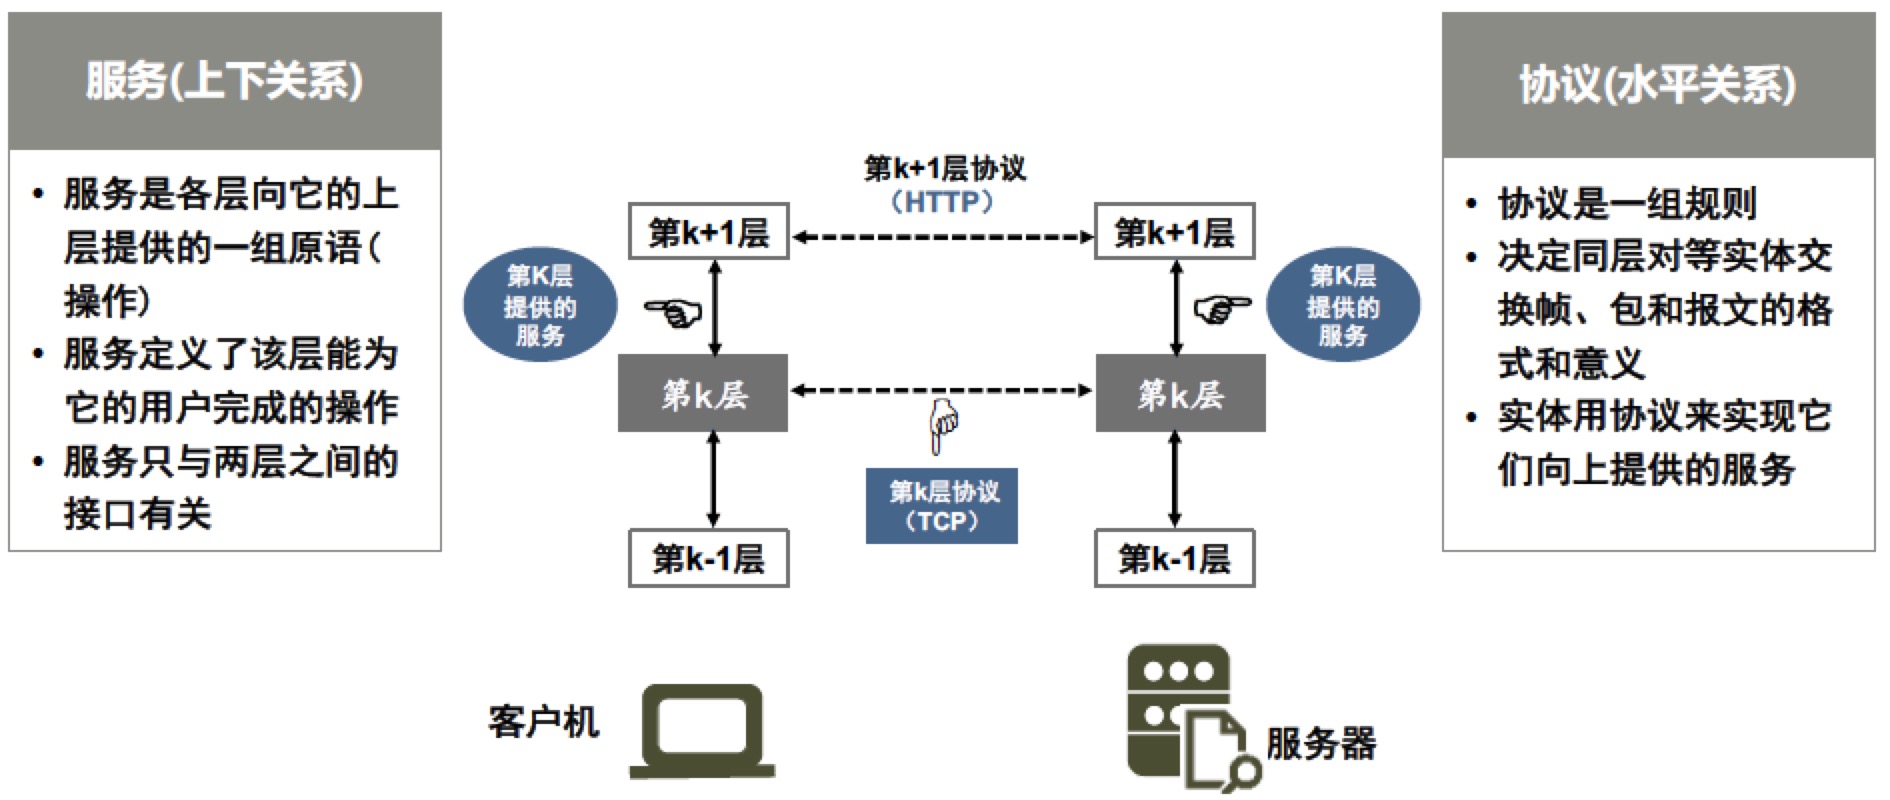 服务(上下关系)
• 服务是各层向它的上
层提供的一组原语(
操作)
• 服务定义了该层能为
它的用户完成的操作
• 服务只与两层之间的
接口有关
第k+1层协议
（HTTP）
第k+1层
第k+1层
第K层
提供的
服务
第K层
提供的
服务
第k层
第k层
第k层协议
（TCP）
第k-1层
第k-1层
客户机
服务器
协议(水平关系)
• 协议是一组规则
• 决定同层对等实体交
换帧、包和报文的格
式和意义
• 实体用协议来实现它
们向上提供的服务